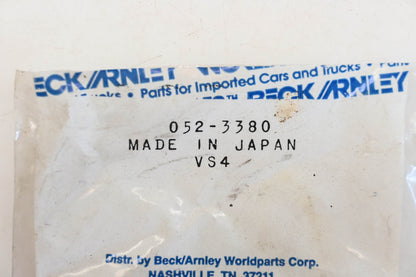 BECK/ARNLEY
Trucks • Parts for Imported Cars and Trucks •
BECK/ARNLEY
052-3380
MADE IN JAPAN
VS4
Distr. by Beck/Arnley Worldparts Corp.
NASHVILLE, TN. 37211